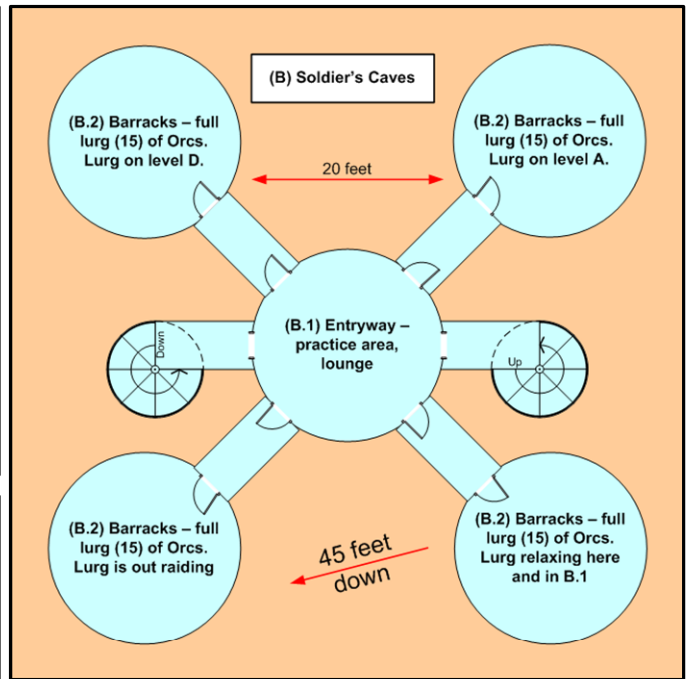 (B) Soldier's Caves
(B.2) Barracks – full
lurg (15) of Orcs.
Lurg on level D.
(B.2) Barracks – full
lurg (15) of Orcs.
Lurg on level A.
20 feet
(B.1) Entryway –
practice area,
lounge
Down
Up
(B.2) Barracks – full
lurg (15) of Orcs.
Lurg is out raiding
45 feet
down
(B.2) Barracks – full
lurg (15) of Orcs.
Lurg relaxing here
and in B.1